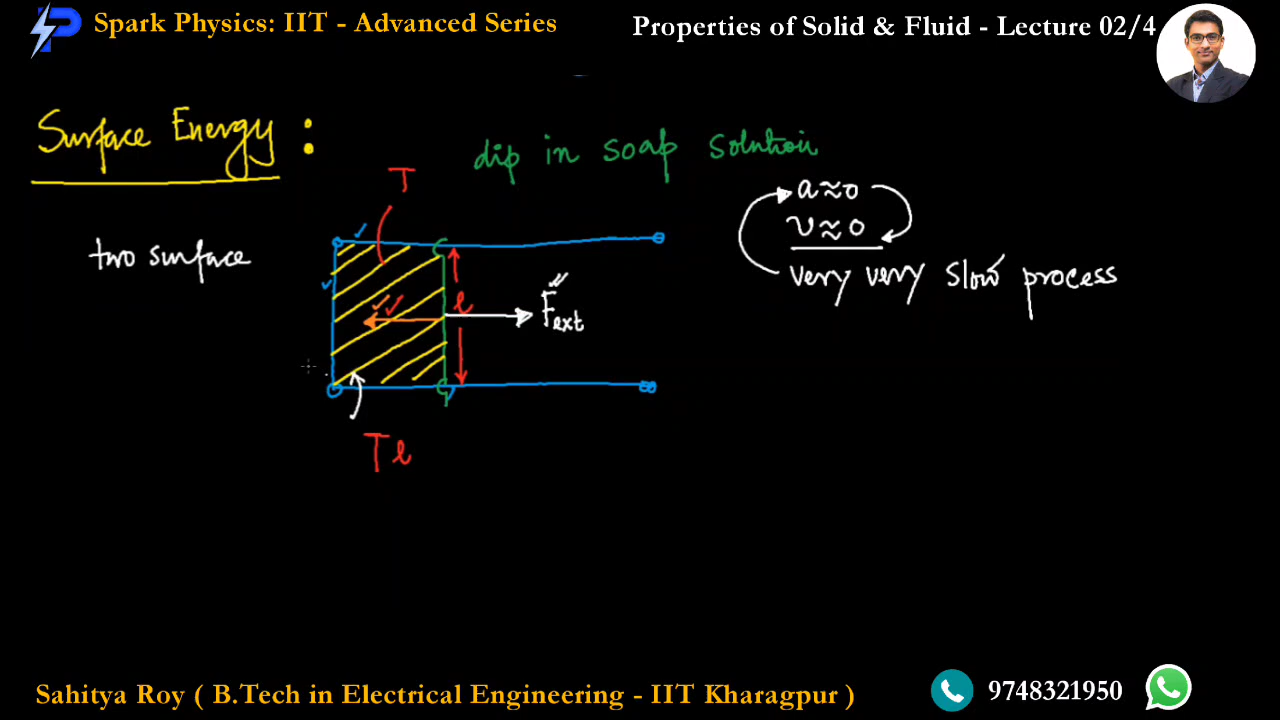 Spark Physics: IIT - Advanced Series
Properties of Solid & Fluid - Lecture 02/4
Surface Energy :
dip in soap solution
T
a≈0
v≈0
two surface
very very slow process
l
Fext
Tl
Sahitya Roy ( B.Tech in Electrical Engineering - IIT Kharagpur )
9748321950